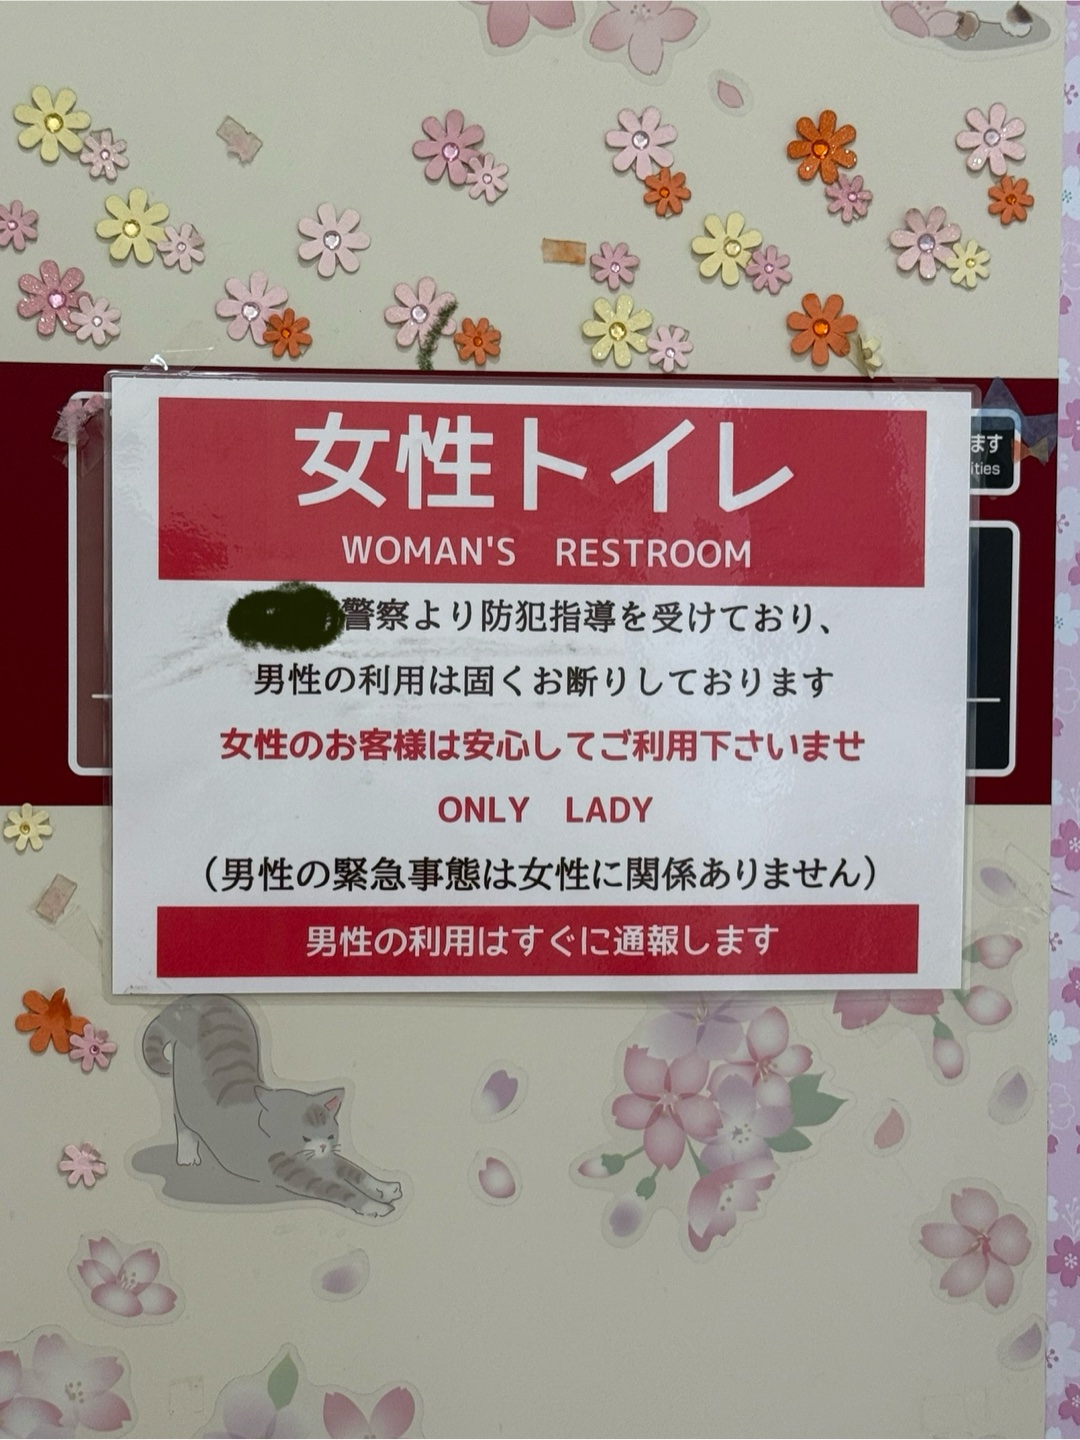 女性トイレ
WOMAN'S RESTROOM
警察より防犯指導を受けており、
男性の利用は固くお断りしております
女性のお客様は安心してご利用下さいませ
ONLY LADY
（男性の緊急事態は女性に関係ありません）
男性の利用はすぐに通報します
ます
ities